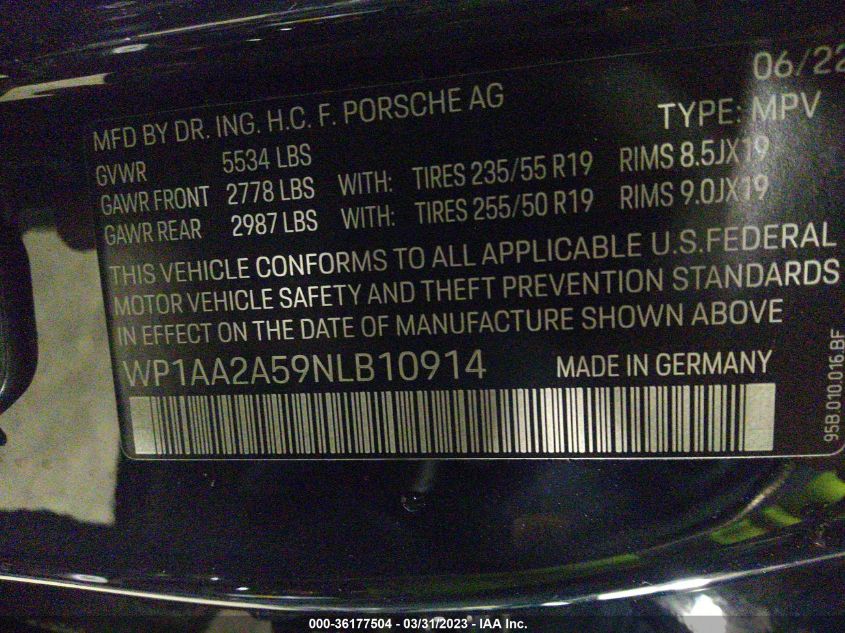 06/22
MFD BY DR. ING. H.C. F. PORSCHE AG
TYPE: MPV
GVWR 5534 LBS
GAWR FRONT 2778 LBS WITH: TIRES 235/55 R19 RIMS 8.5JX19
GAWR REAR 2987 LBS WITH: TIRES 255/50 R19 RIMS 9.0JX19
THIS VEHICLE CONFORMS TO ALL APPLICABLE U.S.FEDERAL
MOTOR VEHICLE SAFETY AND THEFT PREVENTION STANDARDS
IN EFFECT ON THE DATE OF MANUFACTURE SHOWN ABOVE
WP1AA2A59NLB10914 MADE IN GERMANY
95B.010.016.BF
000-36177504 - 03/31/2023 - © IAA Inc.